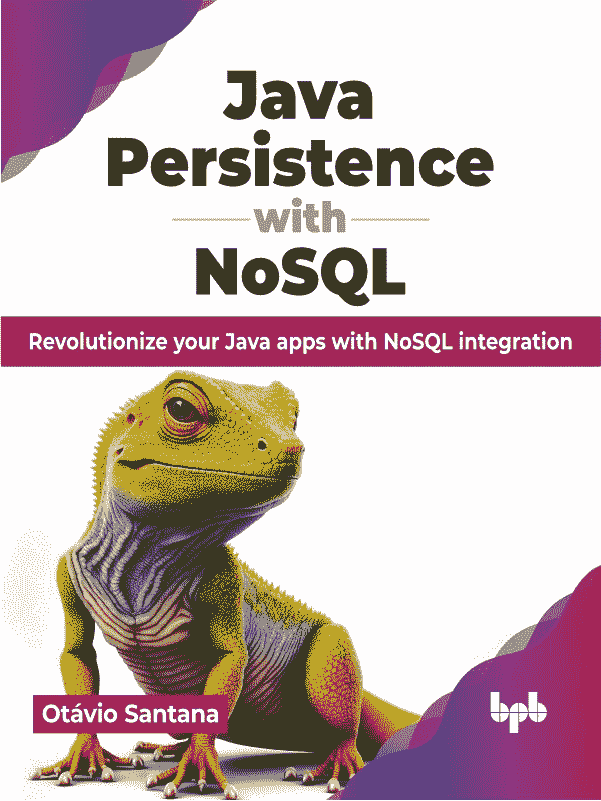 Java
Persistence
with
NoSQL
Revolutionize your Java apps with NoSQL integration
Otávio Santana
bpb